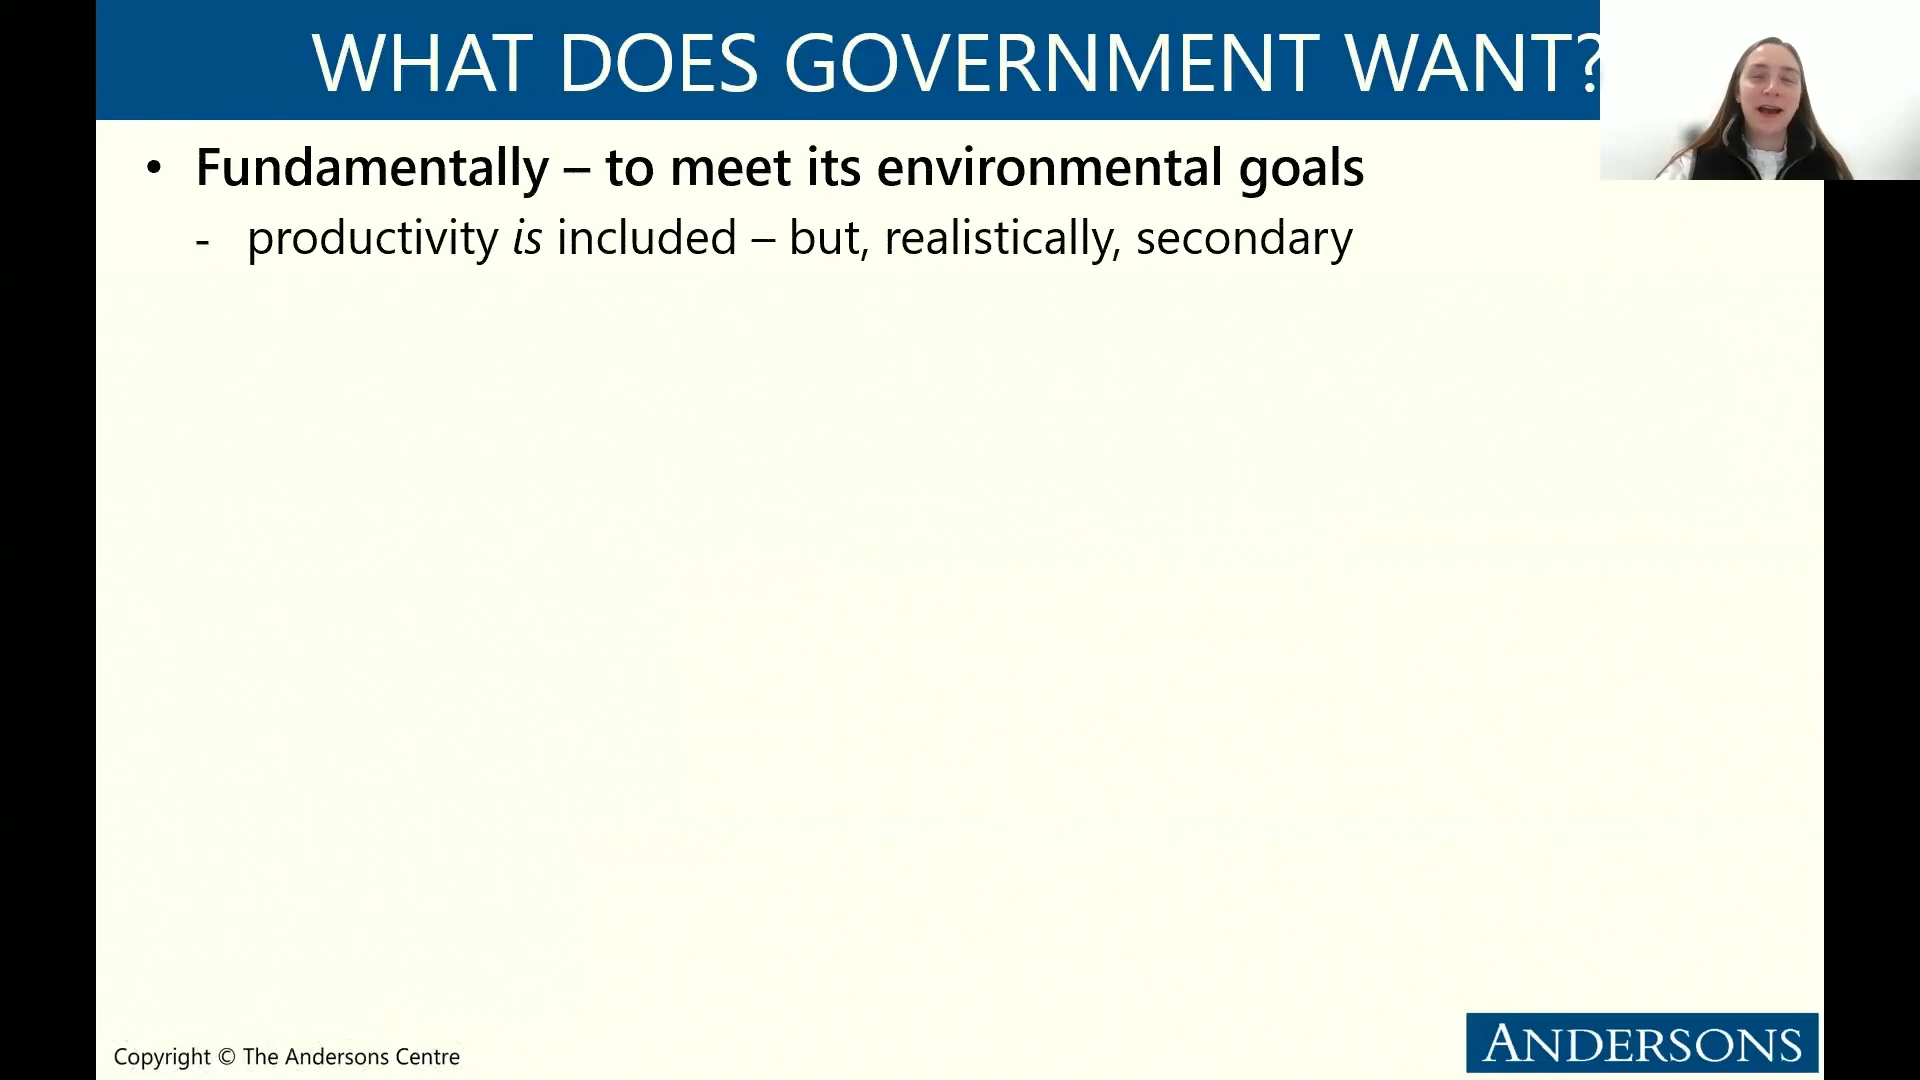 WHAT DOES GOVERNMENT WANT?
• Fundamentally – to meet its environmental goals
- productivity is included – but, realistically, secondary
Copyright © The Andersons Centre
ANDERSONS